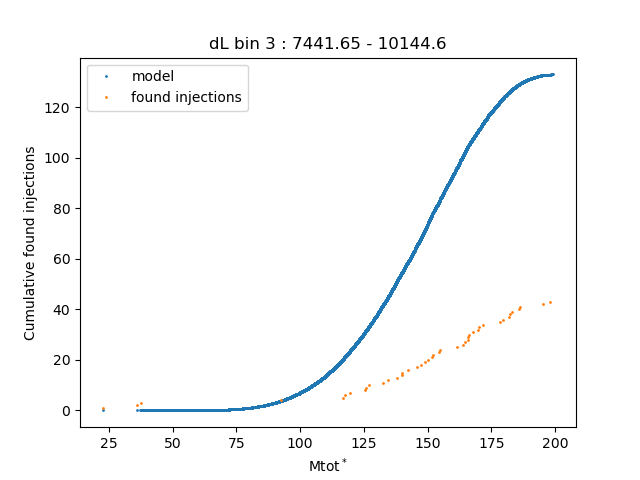 dL bin 3 : 7441.65 - 10144.6
model
found injections
Cumulative found injections
120
100
80
60
40
20
0
25 50 75 100 125 150 175 200
Mtot*